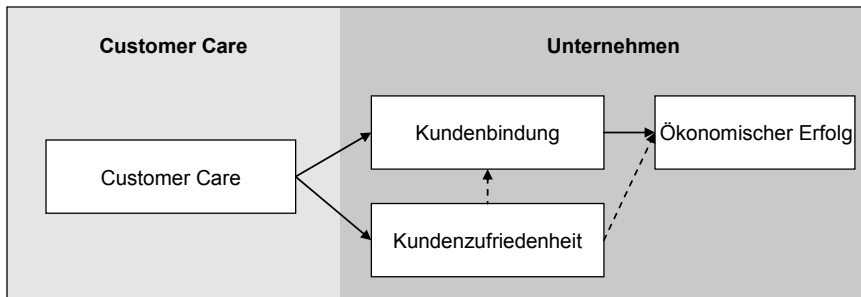 Customer Care
Unternehmen
Kundenbindung
Ökonomischer Erfolg
Customer Care
Kundenzufriedenheit